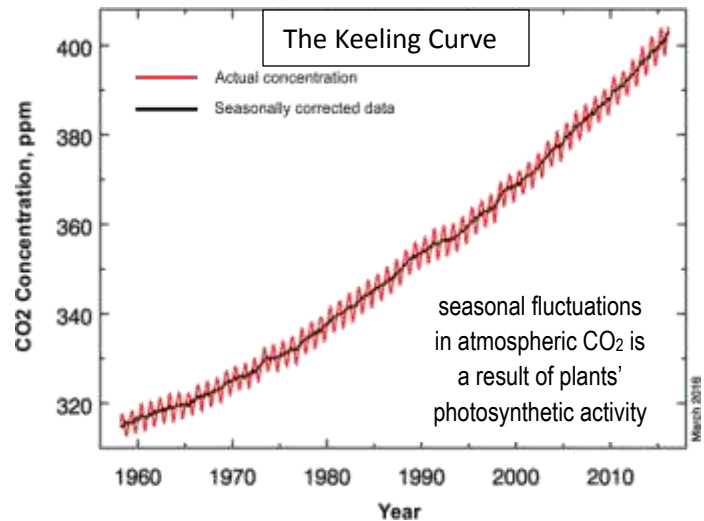 The Keeling Curve
Actual concentration
Seasonally corrected data
CO2 Concentration, ppm
400
380
360
340
320
seasonal fluctuations
in atmospheric CO₂ is
a result of plants’
photosynthetic activity
March 2016
1960 1970 1980 1990 2000 2010
Year